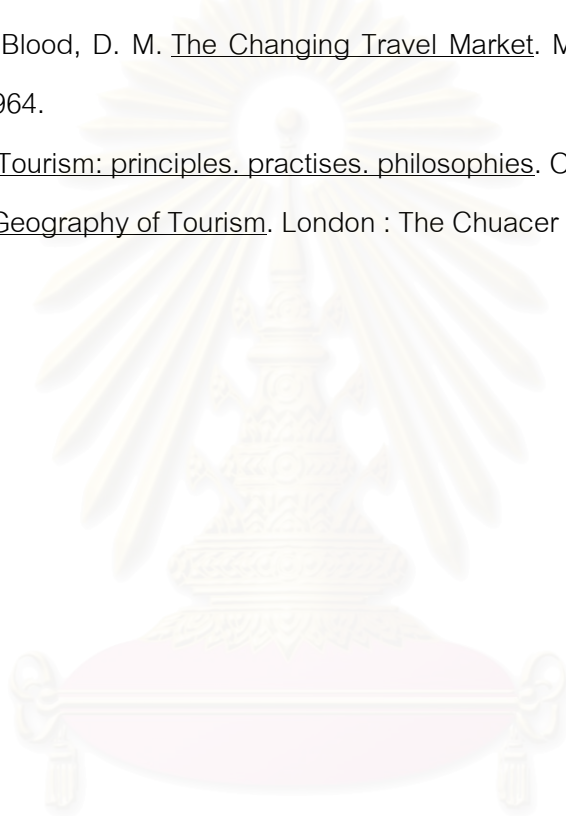 Blood, D. M. The Changing Travel Market. M
964.
Tourism: principles. practises. philosophies. C
Geography of Tourism. London : The Chuacer